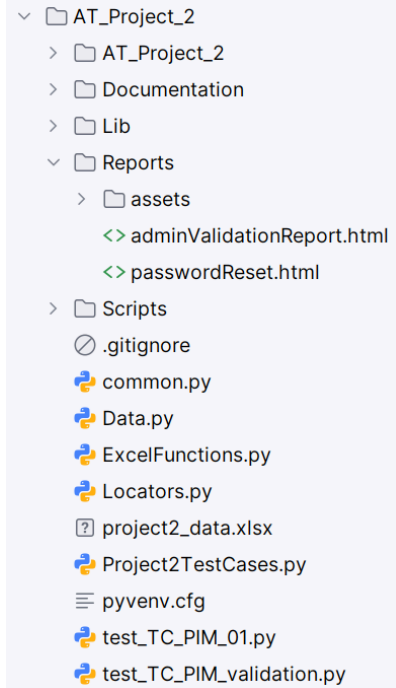 AT_Project_2
AT_Project_2
Documentation
Lib
Reports
assets
adminValidationReport.html
passwordReset.html
Scripts
.gitignore
common.py
Data.py
ExcelFunctions.py
Locators.py
project2_data.xlsx
Project2TestCases.py
pyvenv.cfg
test_TC_PIM_01.py
test_TC_PIM_validation.py